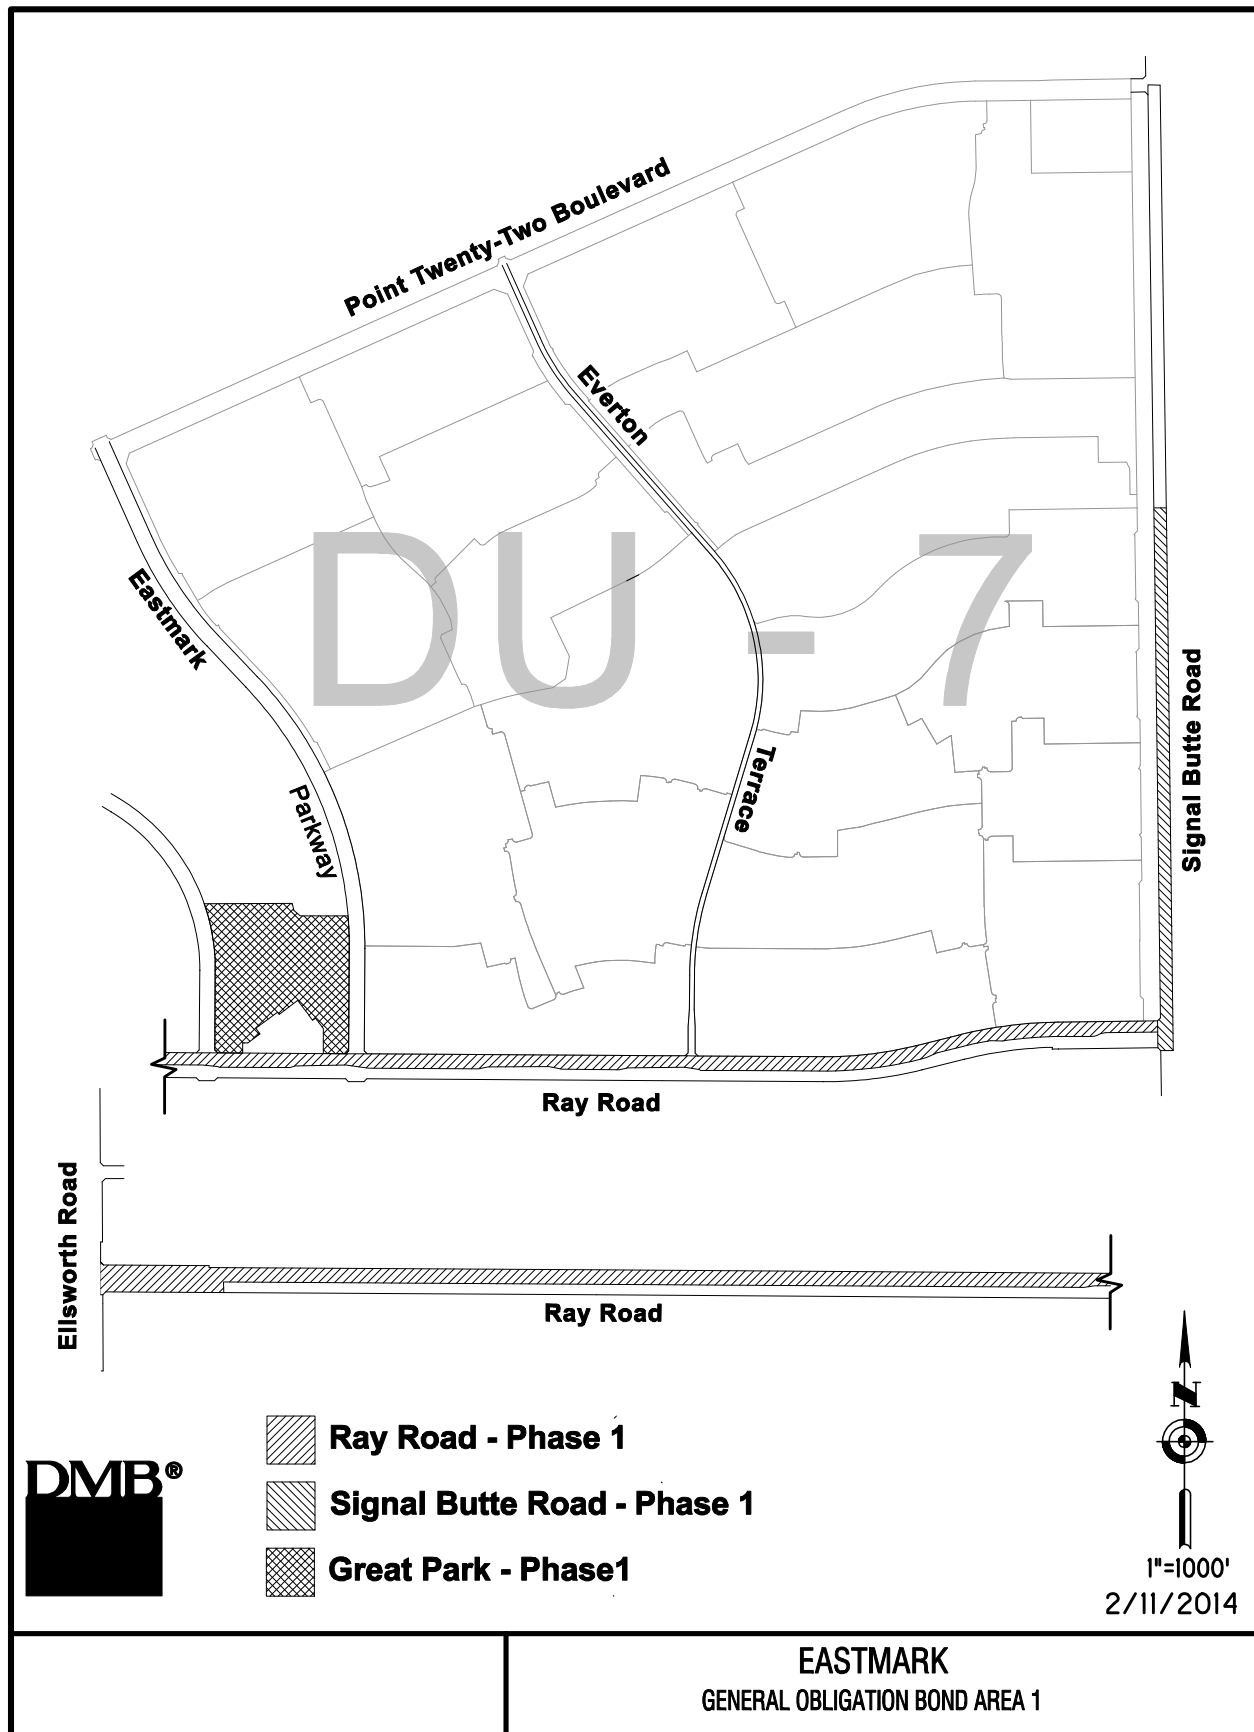 Point Twenty-Two Boulevard
Everton
Terrace
DU - 7
Eastmark
Parkway
Signal Butte Road
Ray Road
Ellsworth Road
Ray Road
N
DMB®
Ray Road - Phase 1
Signal Butte Road - Phase 1
Great Park - Phase1
1"=1000'
2/11/2014
EASTMARK
GENERAL OBLIGATION BOND AREA 1